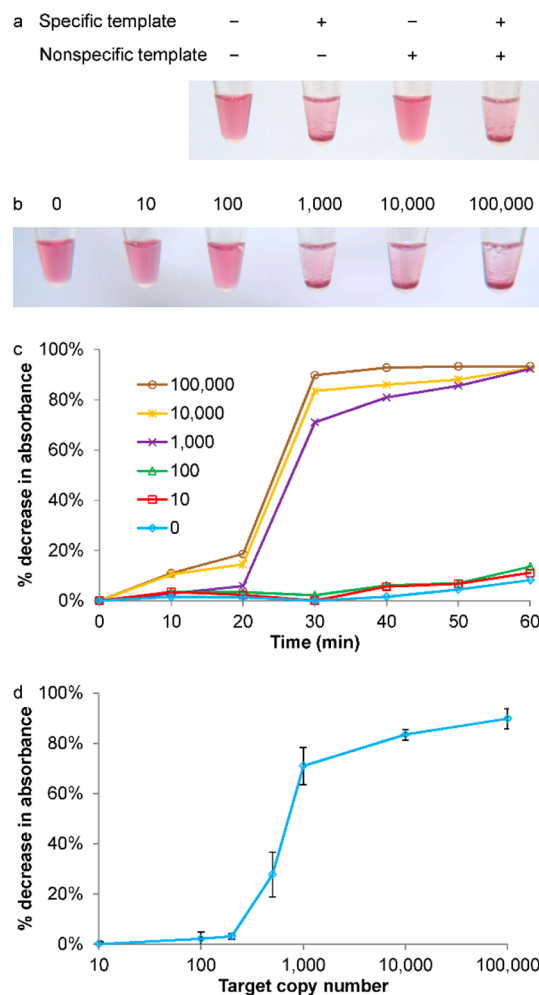 a Specific template – + – +
Nonspecific template – – + +
b 0 10 100 1,000 10,000 100,000
c
100%
80%
60%
40%
20%
0%
% decrease in absorbance
100,000
10,000
1,000
100
10
0
0 10 20 30 40 50 60
Time (min)
d
100%
80%
60%
40%
20%
0%
% decrease in absorbance
10 100 1,000 10,000 100,000
Target copy number